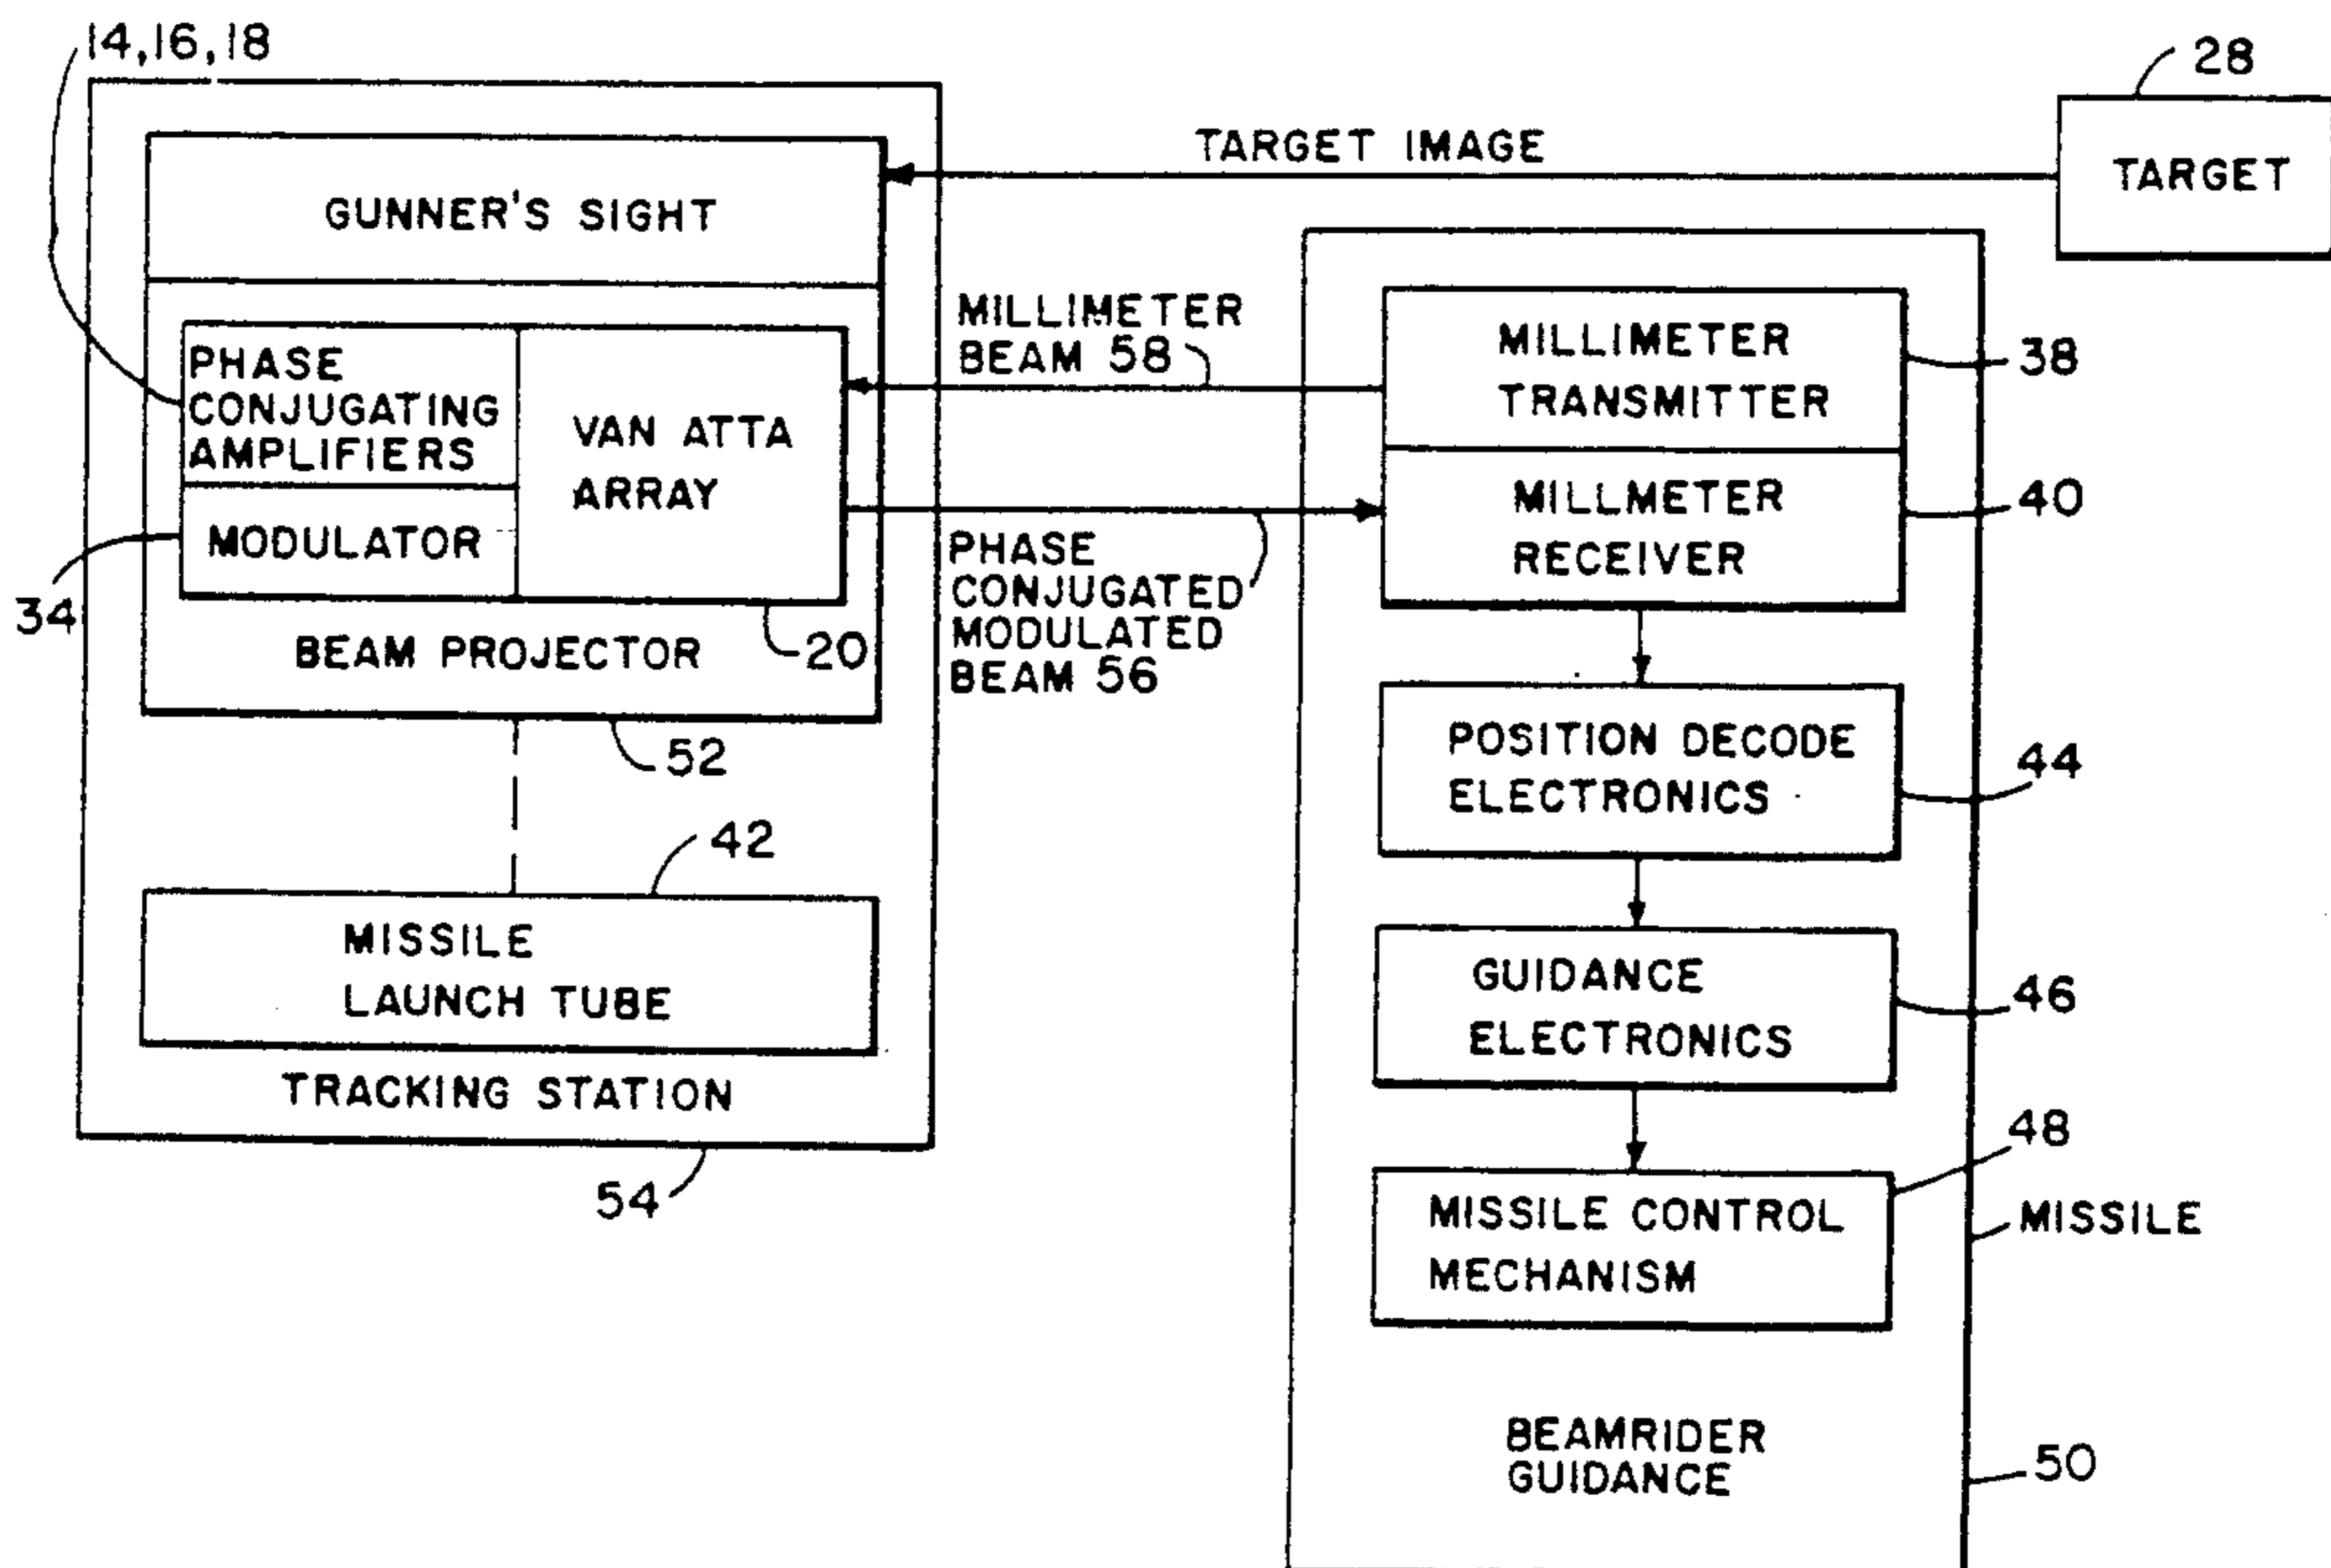 14,16,18
28
TARGET IMAGE
TARGET
GUNNER'S SIGHT
MILLIMETER
BEAM 58
MILLIMETER
TRANSMITTER
38
PHASE
CONJUGATING
AMPLIFIERS
VAN ATTA
ARRAY
MILLMETER
RECEIVER
40
MODULATOR
34
PHASE
CONJUGATED
MODULATED
BEAM 56
BEAM PROJECTOR
20
52
POSITION DECODE
ELECTRONICS
44
42
MISSILE
LAUNCH TUBE
GUIDANCE
ELECTRONICS
46
TRACKING STATION
54
48
MISSILE CONTROL
MECHANISM
MISSILE
BEAMRIDER
GUIDANCE
50